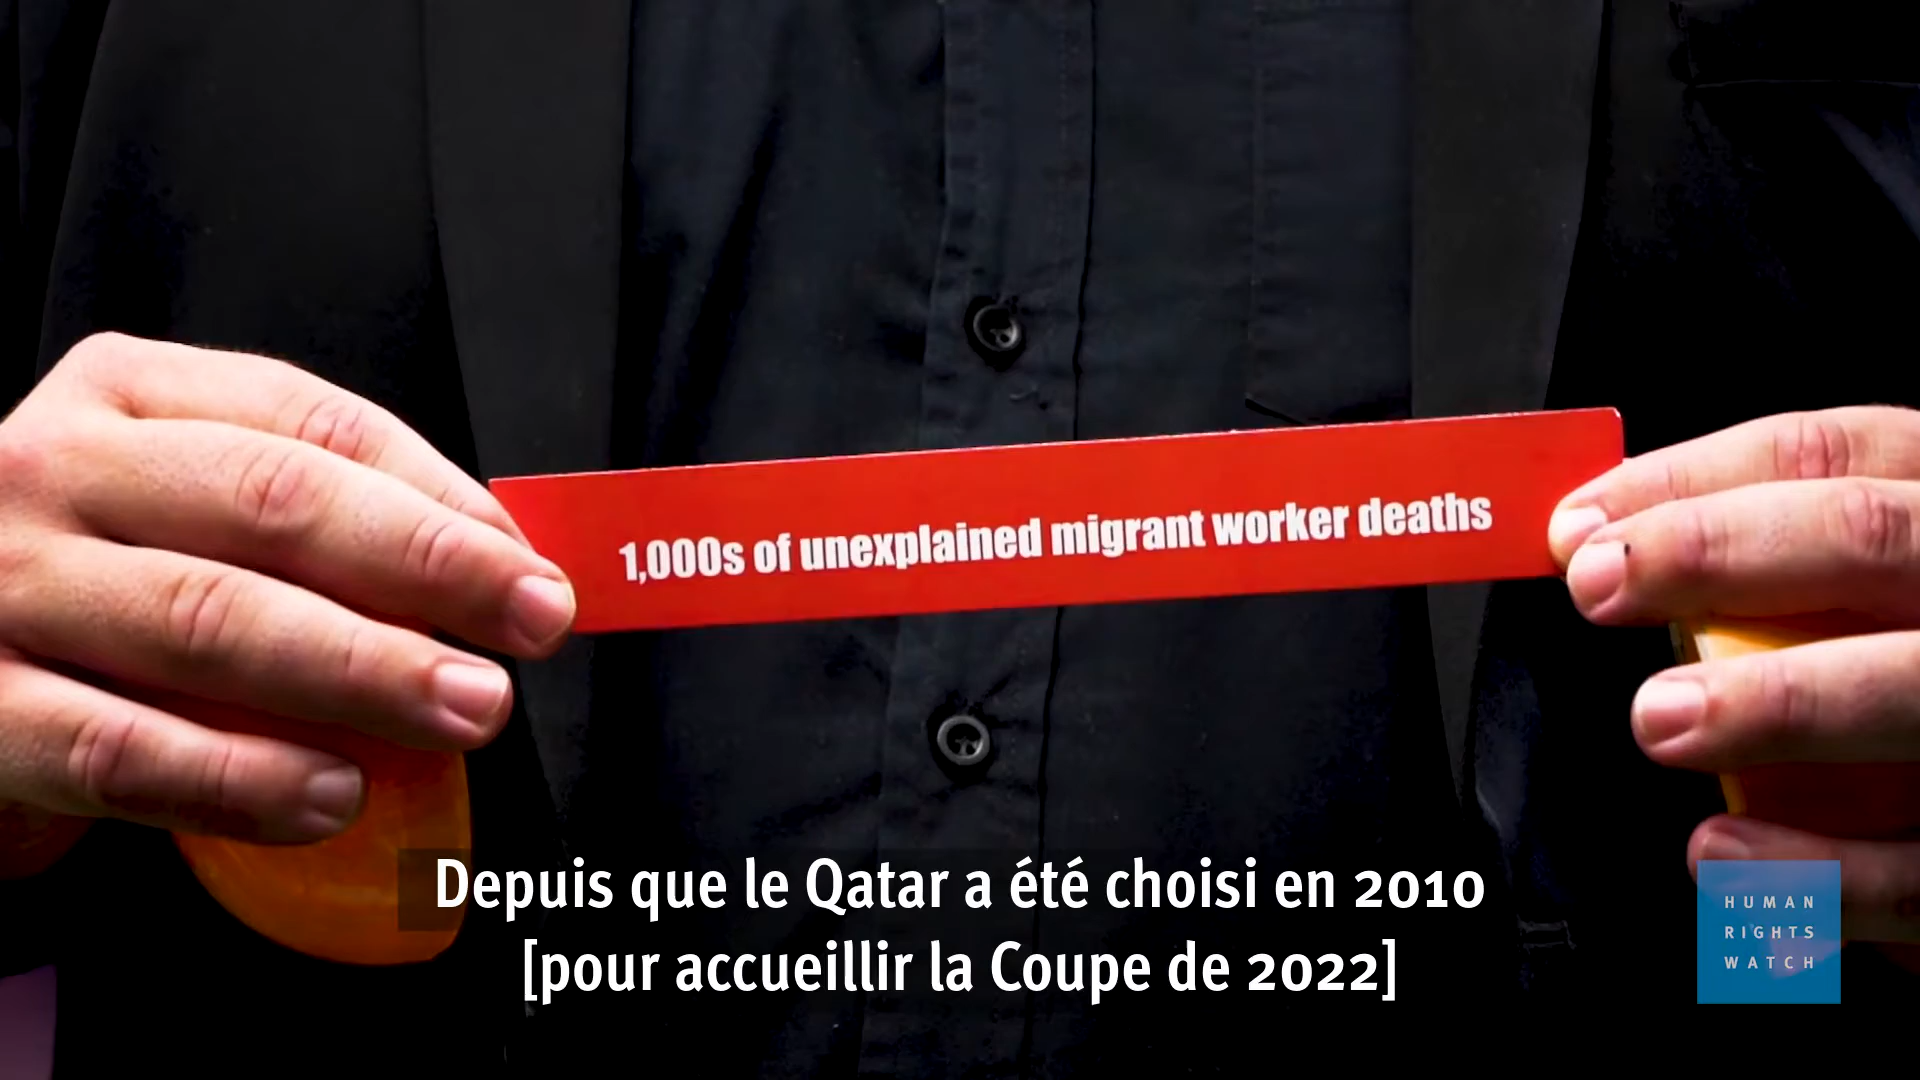 1,000s of unexplained migrant worker deaths
Depuis que le Qatar a été choisi en 2010
[pour accueillir la Coupe de 2022]
HUMAN
RIGHTS
WATCH